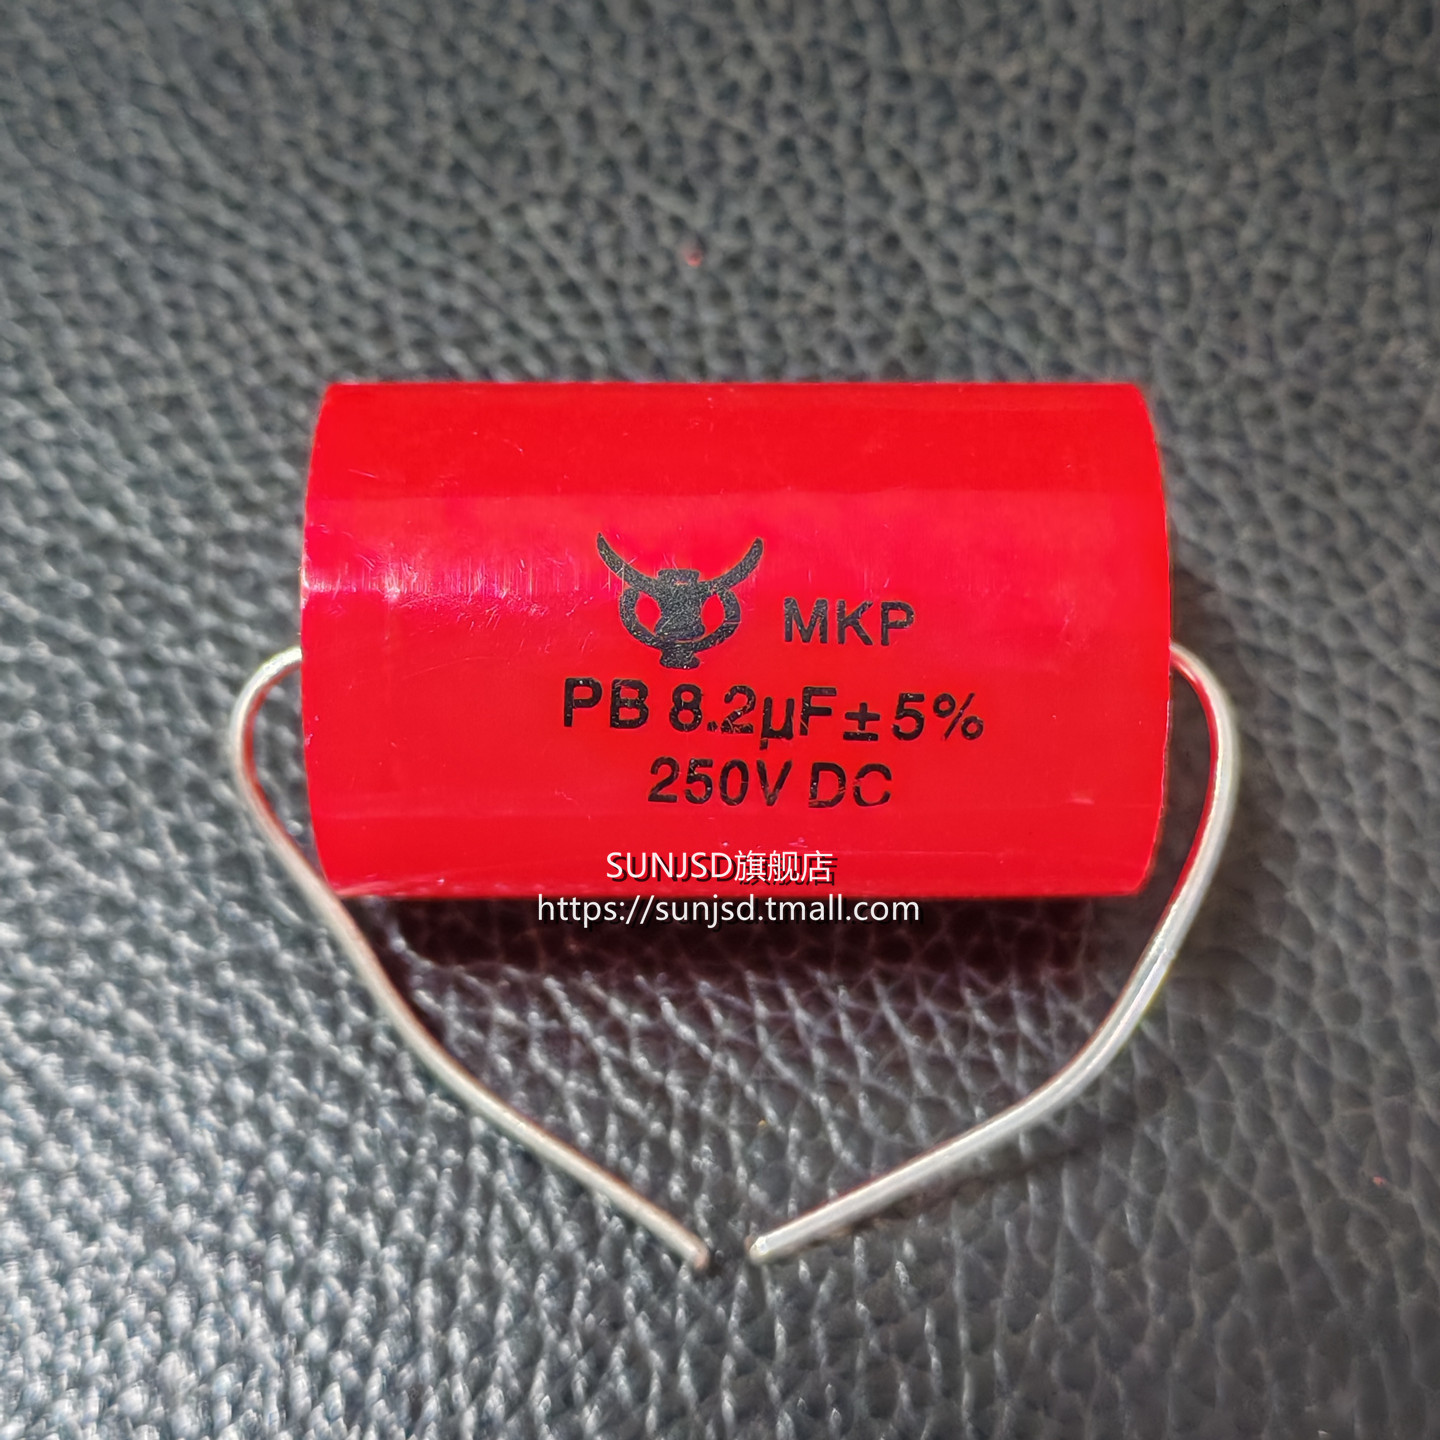 MKP
PB 8.2µF±5%
250V DC
SUNJSD旗舰店
https://sunjsd.tmall.com